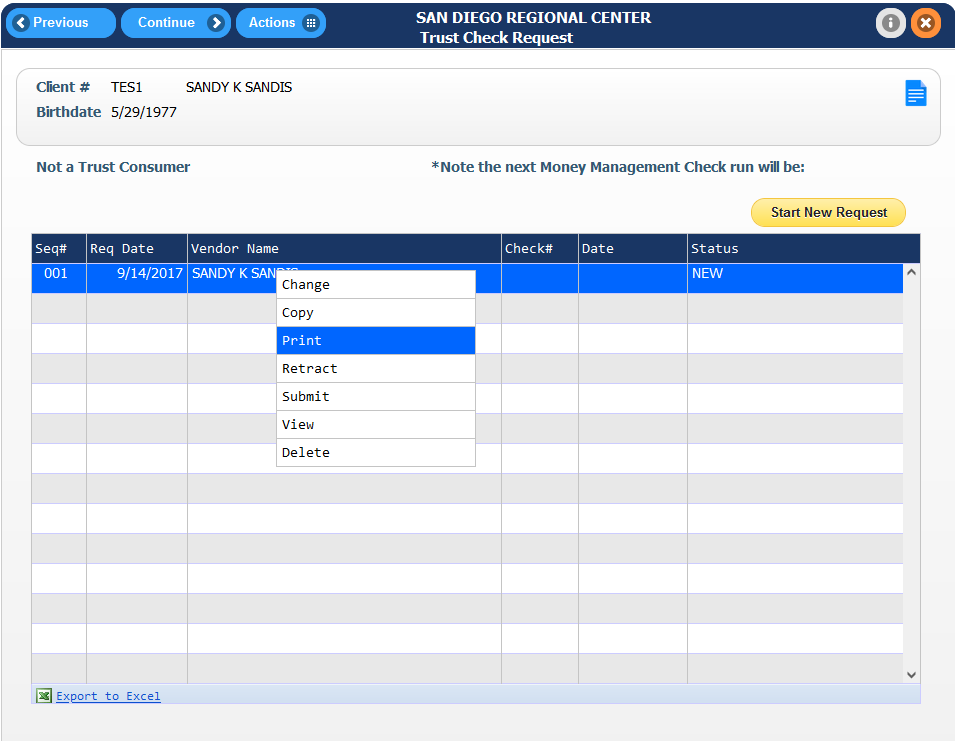 Previous Continue Actions SAN DIEGO REGIONAL CENTER
Trust Check Request
Client # TES1 SANDY K SANDIS
Birthdate 5/29/1977
Not a Trust Consumer *Note the next Money Management Check run will be:
Start New Request
Seq# Req Date Vendor Name Check# Date Status
001 9/14/2017 SANDY K SANDIS NEW
Change
Copy
Print
Retract
Submit
View
Delete
Export to Excel